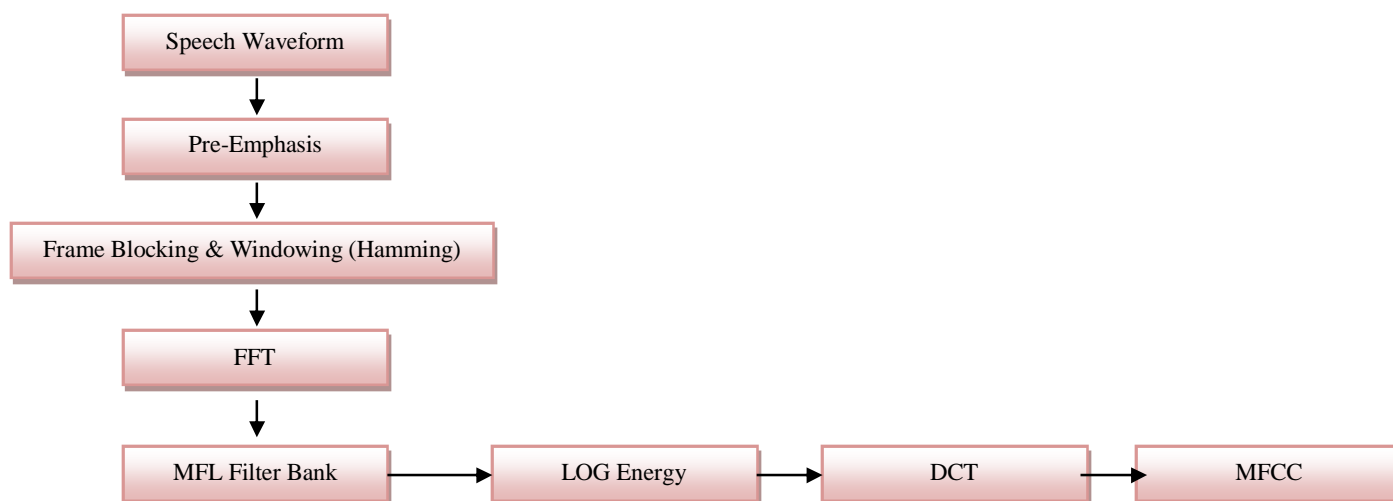 Speech Waveform
Pre-Emphasis
Frame Blocking & Windowing (Hamming)
FFT
MFL Filter Bank
LOG Energy
DCT
MFCC